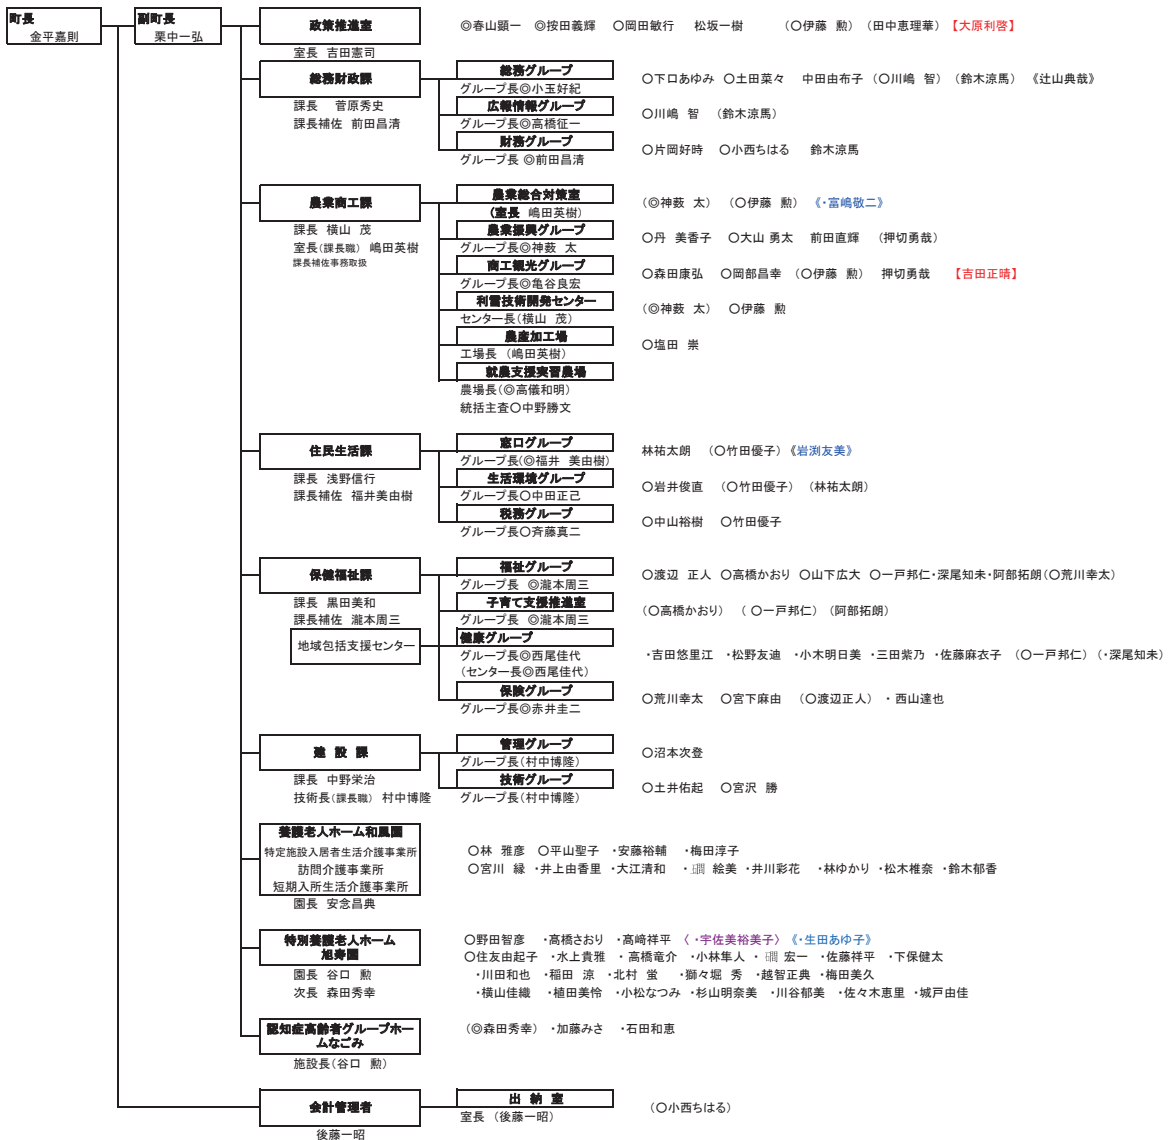 町長
金平嘉則
副町長
栗中一弘
政策推進室
◎春山顕一 ◎按田義輝 〇岡田敏行 松坂一樹 （〇伊藤 勲）（田中恵理華）【大原利啓】
室長 吉田憲司
総務財政課
課長 菅原秀史
課長補佐 前田昌清
総務グループ
〇下口あゆみ 〇土田菜々 中田由布子（〇川嶋 智）（鈴木涼馬） 《辻山典哉》
グループ長◎小玉好紀
広報情報グループ
〇川嶋 智 （鈴木涼馬）
グループ長◎高橋征一
財務グループ
〇片岡好時 〇小西ちはる 鈴木涼馬
グループ長 ◎前田昌清
農業商工課
課長 横山 茂
室長（課長職） 嶋田英樹
課長補佐事務取扱
農業総合対策室
（◎神薮 太） （〇伊藤 勲） 《・富嶋敬二》
（室長 嶋田英樹）
農業振興グループ
〇丹 美香子 〇大山 勇太 前田直輝 （押切勇哉）
グループ長◎神薮 太
商工観光グループ
〇森田康弘 〇岡部昌幸 （〇伊藤 勲） 押切勇哉 【吉田正晴】
グループ長◎亀谷良宏
利雪技術開発センター
（◎神薮 太） 〇伊藤 勲
センター長（横山 茂）
農産加工場
〇塩田 崇
工場長 （嶋田英樹）
就農支援実習農場
農場長（◎高儀和明）
統括主査〇中野勝文
住民生活課
課長 浅野信行
課長補佐 福井美由樹
窓口グループ
林祐太朗 （〇竹田優子）《岩渕友美》
グループ長（◎福井 美由樹）
生活環境グループ
〇岩井俊直 （〇竹田優子） （林祐太朗）
グループ長〇中田正己
税務グループ
〇中山裕樹 〇竹田優子
グループ長〇斉藤真二
保健福祉課
課長 黒田美和
課長補佐 瀧本周三
地域包括支援センター
福祉グループ
〇渡辺 正人 〇高橋かおり 〇山下広大 〇一戸邦仁・深尾知未・阿部拓朗（〇荒川幸太）
グループ長 ◎瀧本周三
子育て支援推進室
（〇高橋かおり） （〇一戸邦仁）（阿部拓朗）
グループ長 ◎瀧本周三
健康グループ
・吉田悠里江 ・松野友迪 ・小木明日美 ・三田紫乃 ・佐藤麻衣子 （〇一戸邦仁）（・深尾知未）
グループ長◎西尾佳代
（センター長◎西尾佳代）
保険グループ
〇荒川幸太 〇宮下麻由 （〇渡辺正人） ・西山達也
グループ長◎赤井圭二
建 設 課
課長 中野栄治
技術長（課長職） 村中博隆
管理グループ
〇沼本次登
グループ長（村中博隆）
技術グループ
〇土井佑起 〇宮沢 勝
グループ長（村中博隆）
養護老人ホーム和風園
特定施設入居者生活介護事業所
訪問介護事業所
短期入所生活介護事業所
園長 安念昌典
〇林 雅彦 〇平山聖子 ・安藤裕輔 ・梅田淳子
〇宮川 縁 ・井上由香里 ・大江清和 ・ 絵美 ・井川彩花 ・林ゆかり ・松木椎奈 ・鈴木郁香
特別養護老人ホーム
旭寿園
園長 谷口 勲
次長 森田秀幸
〇野田智彦 ・髙橋さおり ・髙﨑祥平 〈・宇佐美裕美子〉 《・生田あゆ子》
〇住友由起子 ・水上貴雅 ・高橋竜介 ・小林隼人 ・ 宏一 ・佐藤祥平 ・下保健太
・川田和也 ・稲田 涼 ・北村 蛍 ・獅々堀 秀 ・越智正典 ・梅田美久
・横山佳織 ・植田美怜 ・小松なつみ ・杉山明奈美 ・川谷郁美 ・佐々木恵里 ・城戸由佳
認知症高齢者グループホー
ムなごみ
（◎森田秀幸） ・加藤みさ ・石田和恵
施設長（谷口 勲）
会計管理者
後藤一昭
出 納 室
（〇小西ちはる）
室長 （後藤一昭）